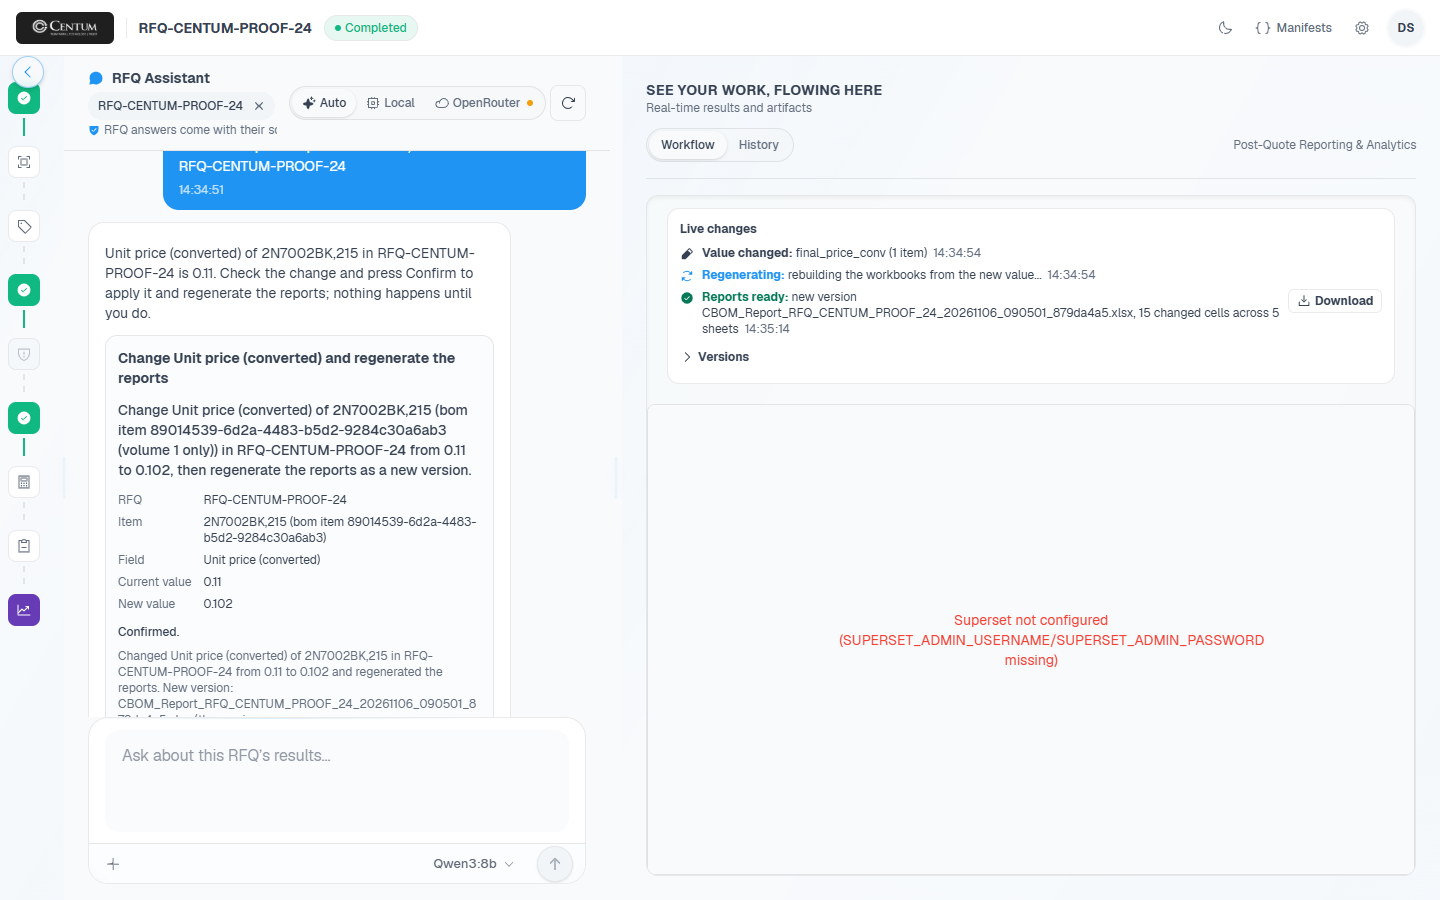 CENTUM
RFQ-CENTUM-PROOF-24
Completed
Manifests
DS
RFQ Assistant
RFQ-CENTUM-PROOF-24
Auto
Local
OpenRouter
RFQ answers come with their sc
RFQ-CENTUM-PROOF-24
14:34:51
Unit price (converted) of 2N7002BK,215 in RFQ-CENTUM-
PROOF-24 is 0.11. Check the change and press Confirm to
apply it and regenerate the reports; nothing happens until
you do.
Change Unit price (converted) and regenerate the
reports
Change Unit price (converted) of 2N7002BK,215 (bom
item 89014539-6d2a-4483-b5d2-9284c30a6ab3
(volume 1 only)) in RFQ-CENTUM-PROOF-24 from 0.11
to 0.102, then regenerate the reports as a new version.
RFQ RFQ-CENTUM-PROOF-24
Item 2N7002BK,215 (bom item 89014539-6d2a-4483-
b5d2-9284c30a6ab3)
Field Unit price (converted)
Current value 0.11
New value 0.102
Confirmed.
Changed Unit price (converted) of 2N7002BK,215 in RFQ-
CENTUM-PROOF-24 from 0.11 to 0.102 and regenerated the
reports. New version:
CBOM_Report_RFQ_CENTUM_PROOF_24_20261106_090501_8
Ask about this RFQ's results...
Qwen3:8b
SEE YOUR WORK, FLOWING HERE
Real-time results and artifacts
Workflow
History
Post-Quote Reporting & Analytics
Live changes
Value changed: final_price_conv (1 item) 14:34:54
Regenerating: rebuilding the workbooks from the new value... 14:34:54
Reports ready: new version
CBOM_Report_RFQ_CENTUM_PROOF_24_20261106_090501_879da4a5.xlsx, 15 changed cells across 5
sheets 14:35:14
Download
Versions
Superset not configured
(SUPERSET_ADMIN_USERNAME/SUPERSET_ADMIN_PASSWORD
missing)